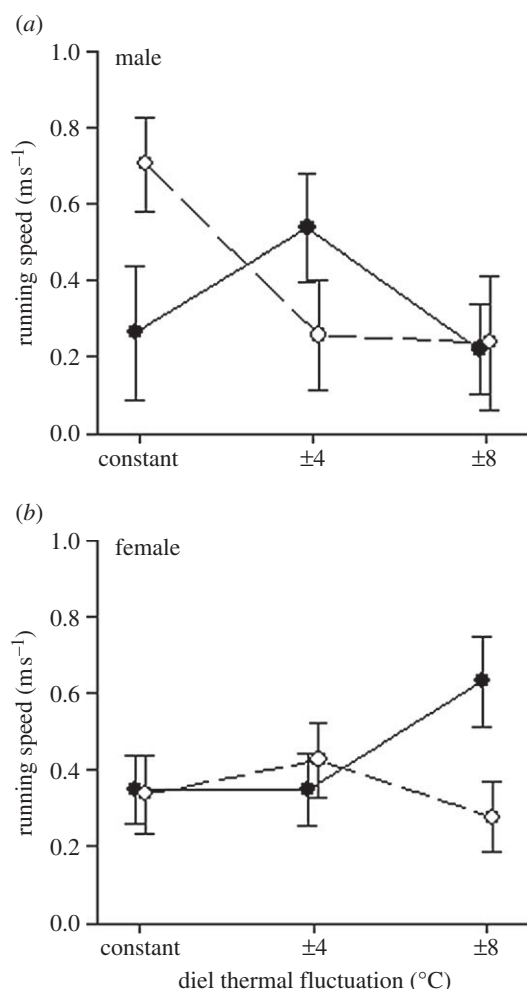 (a)
1.0
male
0.8
0.6
0.4
0.2
0.0
running speed (ms⁻¹)
constant
±4
±8
(b)
1.0
female
0.8
0.6
0.4
0.2
0.0
running speed (ms⁻¹)
constant
±4
±8
diel thermal fluctuation (°C)